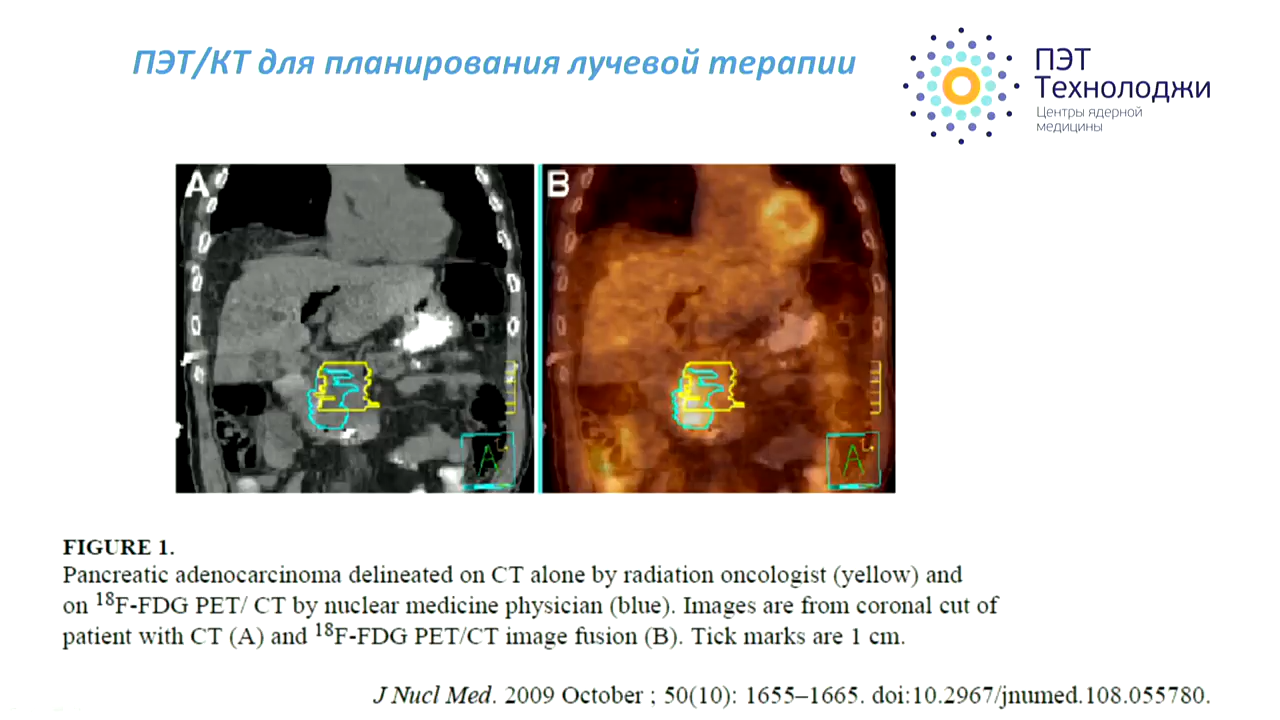 ПЭТ/КТ для планирования лучевой терапии
ПЭТ
Технолоджи
Центры ядерной
медицины
A
B
A
A
FIGURE 1.
Pancreatic adenocarcinoma delineated on CT alone by radiation oncologist (yellow) and
on 18F-FDG PET/ CT by nuclear medicine physician (blue). Images are from coronal cut of
patient with CT (A) and 18F-FDG PET/CT image fusion (B). Tick marks are 1 cm.
J Nucl Med. 2009 October ; 50(10): 1655–1665. doi:10.2967/jnumed.108.055780.